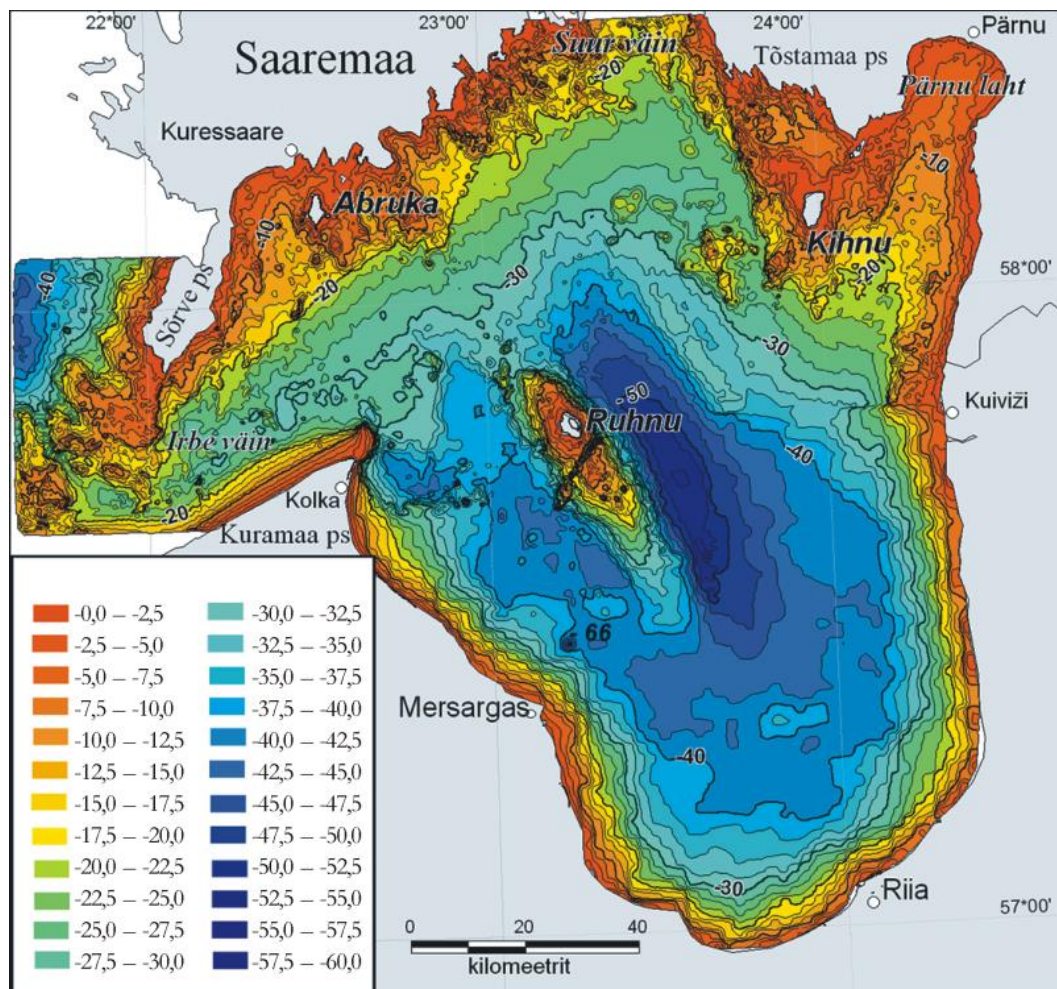 22°00' 23°00' 24°00'
Pärnu
Saaremaa
Suur väin
Tõstamaa ps
-20
Pärnu laht
Kuressaare
-10
Abruka
-10
Kihnu
-20
58°00'
-40
Sõrve ps
-20
-30
-30
-50
Kuivizi
Ruhnu
Irbe väin
-40
Kolka
-20
Kuramaa ps
66
Mersargas
-40
-30
Riia
57°00'
0 20 40
kilomeetrit
-0,0 – -2,5
-2,5 – -5,0
-5,0 – -7,5
-7,5 – -10,0
-10,0 – -12,5
-12,5 – -15,0
-15,0 – -17,5
-17,5 – -20,0
-20,0 – -22,5
-22,5 – -25,0
-25,0 – -27,5
-27,5 – -30,0
-30,0 – -32,5
-32,5 – -35,0
-35,0 – -37,5
-37,5 – -40,0
-40,0 – -42,5
-42,5 – -45,0
-45,0 – -47,5
-47,5 – -50,0
-50,0 – -52,5
-52,5 – -55,0
-55,0 – -57,5
-57,5 – -60,0